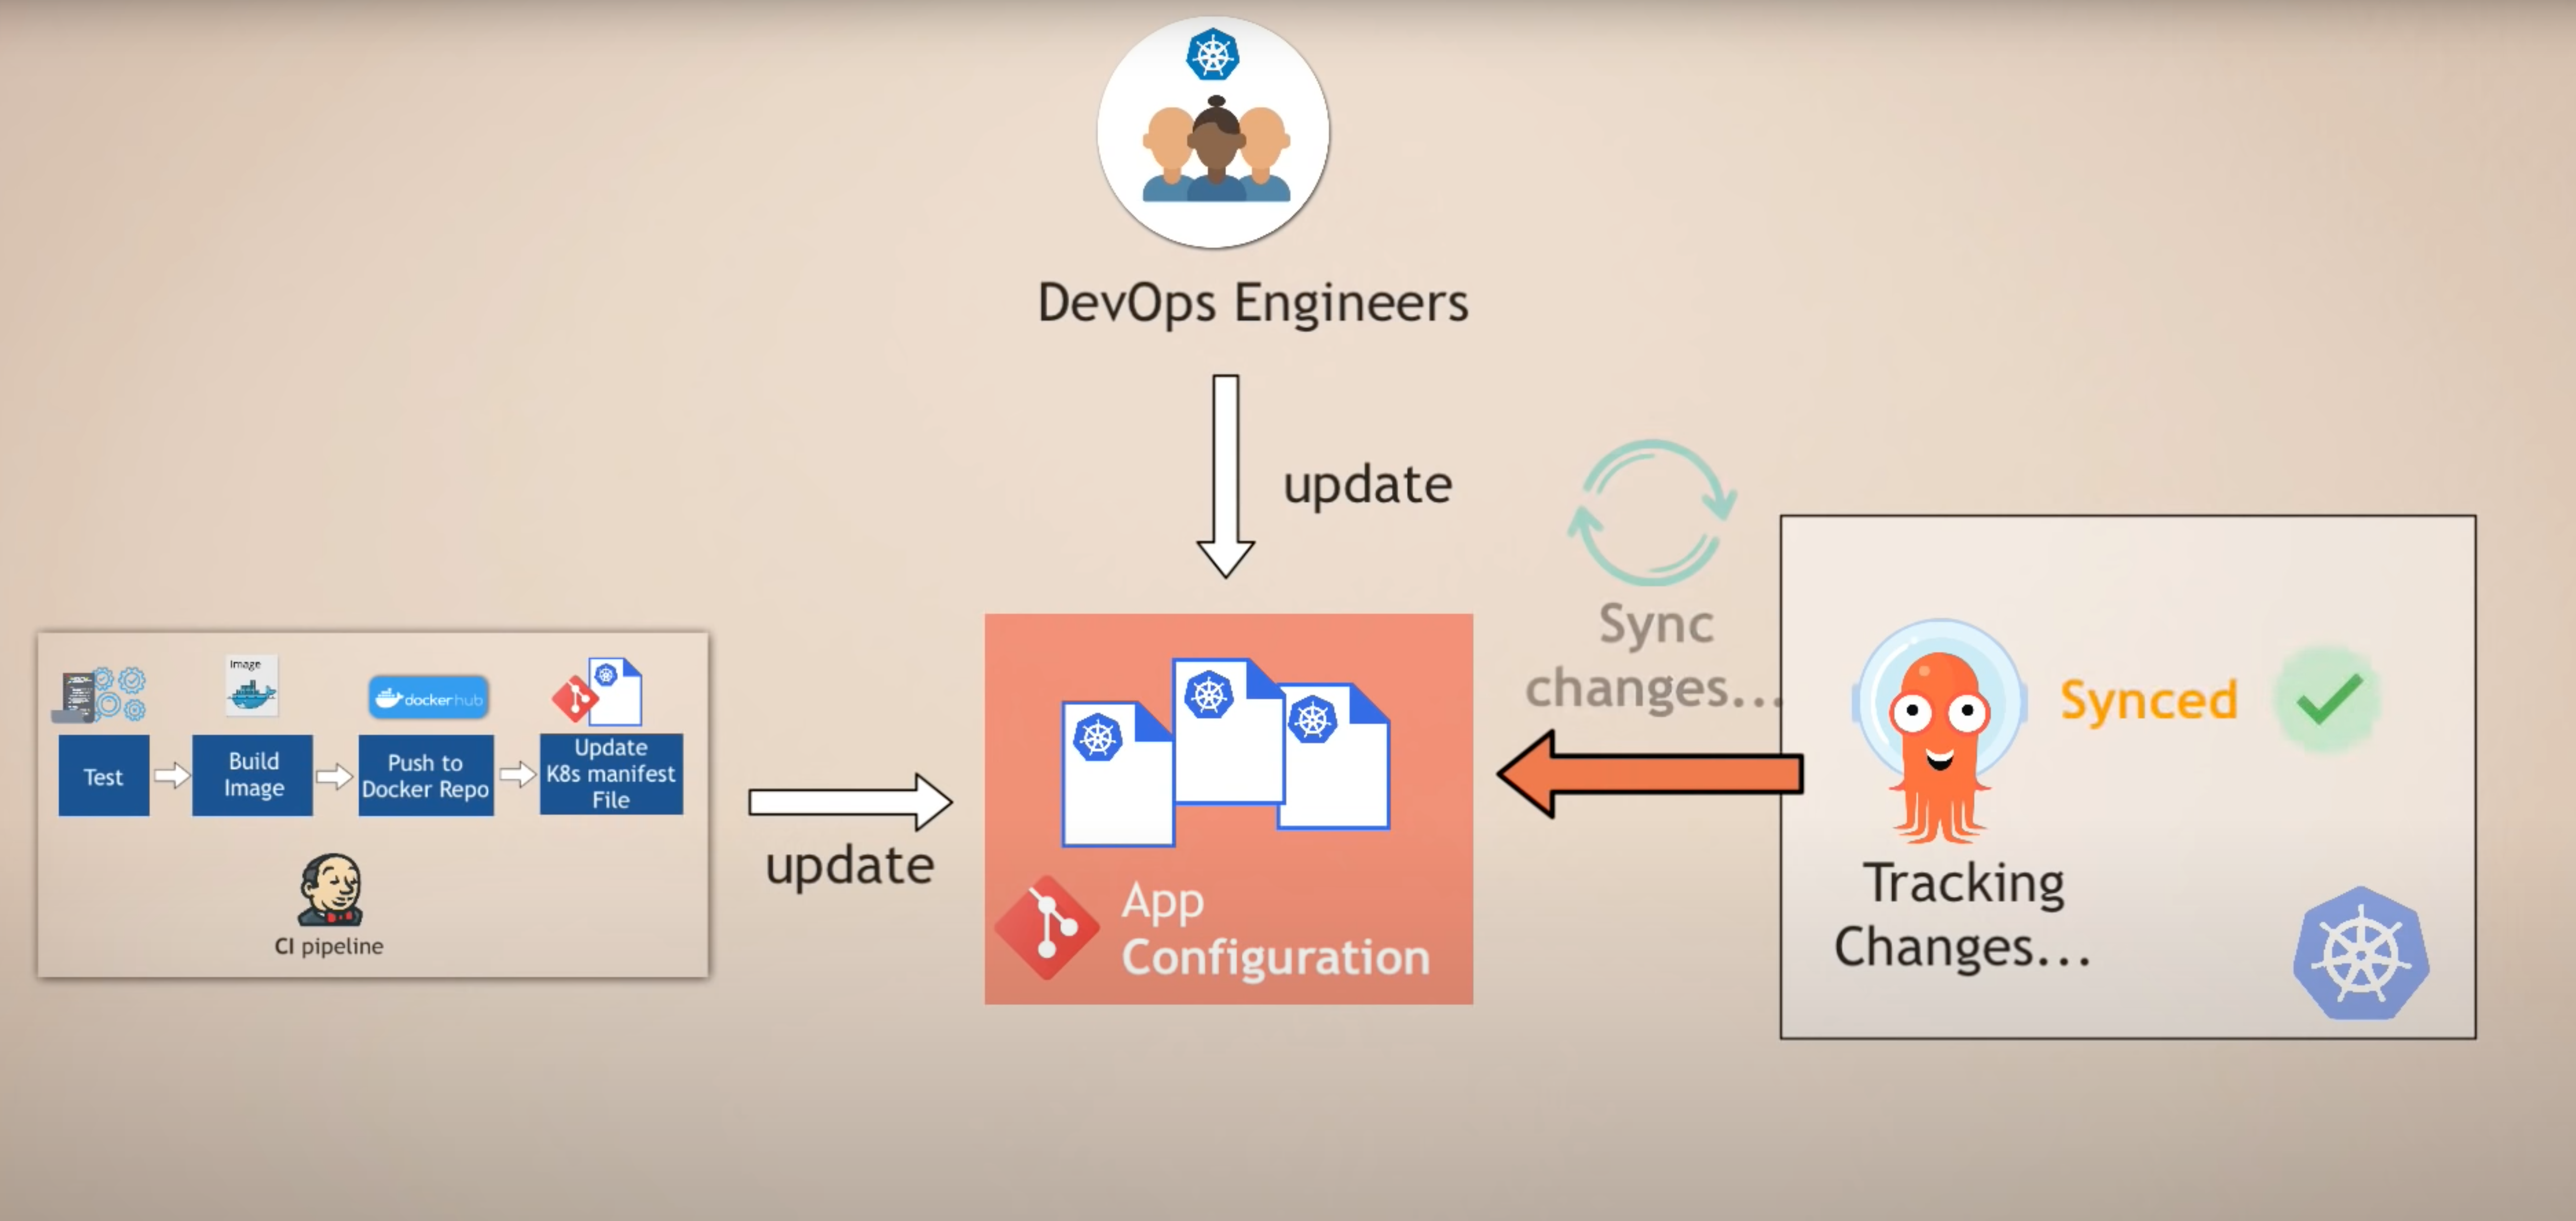 DevOps Engineers
update
Sync
changes...
Synced
Tracking
Changes...
Image
dockerhub
Test
Build
Image
Push to
Docker Repo
Update
K8s manifest
File
CI pipeline
update
App
Configuration